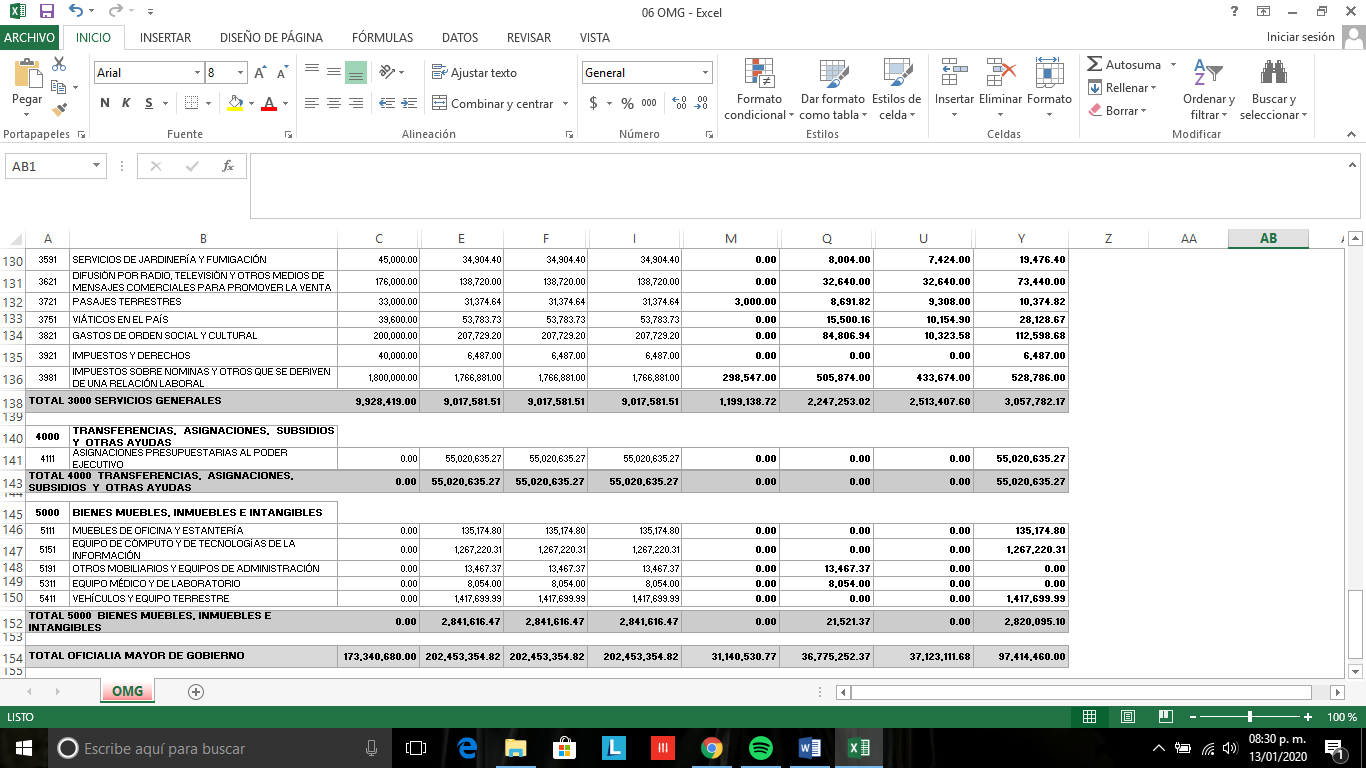 06 OMG - Excel
ARCHIVO INICIO INSERTAR DISEÑO DE PÁGINA FÓRMULAS DATOS REVISAR VISTA Iniciar sesión
Pegar
Portapapeles
Arial 8
N K S
Fuente
Ajustar texto
Combinar y centrar
Alineación
General
$ % 000
Número
Formato condicional
Dar formato como tabla
Estilos de celda
Estilos
Insertar Eliminar Formato
Celdas
Autosuma
Rellenar
Borrar
Ordenar y filtrar
Buscar y seleccionar
Modificar
AB1 fx
A B C E F I M Q U Y Z AA AB
130 3591 SERVICIOS DE JARDINERÍA Y FUMIGACIÓN 45,000.00 34,904.40 34,904.40 34,904.40 0.00 8,004.00 7,424.00 19,476.40
131 3621 DIFUSIÓN POR RADIO, TELEVISIÓN Y OTROS MEDIOS DE
MENSAJES COMERCIALES PARA PROMOVER LA VENTA 176,000.00 138,720.00 138,720.00 138,720.00 0.00 32,640.00 32,640.00 73,440.00
132 3721 PASAJES TERRESTRES 33,000.00 31,374.64 31,374.64 31,374.64 3,000.00 8,691.82 9,308.00 10,374.82
133 3751 VIÁTICOS EN EL PAÍS 39,600.00 53,783.73 53,783.73 53,783.73 0.00 15,500.16 10,154.90 28,128.67
134 3821 GASTOS DE ORDEN SOCIAL Y CULTURAL 200,000.00 207,729.20 207,729.20 207,729.20 0.00 84,806.94 10,323.58 112,598.68
135 3921 IMPUESTOS Y DERECHOS 40,000.00 6,487.00 6,487.00 6,487.00 0.00 0.00 0.00 6,487.00
136 3981 IMPUESTOS SOBRE NOMINAS Y OTROS QUE SE DERIVEN
DE UNA RELACIÓN LABORAL 1,800,000.00 1,766,881.00 1,766,881.00 1,766,881.00 298,547.00 505,874.00 433,674.00 528,786.00
138 TOTAL 3000 SERVICIOS GENERALES 9,928,419.00 9,017,581.51 9,017,581.51 9,017,581.51 1,199,138.72 2,247,253.02 2,513,407.60 3,057,782.17
139
140 4000 TRANSFERENCIAS, ASIGNACIONES, SUBSIDIOS
Y OTRAS AYUDAS
141 4111 ASIGNACIONES PRESUPUESTARIAS AL PODER
EJECUTIVO 0.00 55,020,635.27 55,020,635.27 55,020,635.27 0.00 0.00 0.00 55,020,635.27
143 TOTAL 4000 TRANSFERENCIAS, ASIGNACIONES,
SUBSIDIOS Y OTRAS AYUDAS 0.00 55,020,635.27 55,020,635.27 55,020,635.27 0.00 0.00 0.00 55,020,635.27
144
145 5000 BIENES MUEBLES, INMUEBLES E INTANGIBLES
146 5111 MUEBLES DE OFICINA Y ESTANTERÍA 0.00 135,174.80 135,174.80 135,174.80 0.00 0.00 0.00 135,174.80
147 5151 EQUIPO DE CÓMPUTO Y DE TECNOLOGÍAS DE LA
INFORMACIÓN 0.00 1,267,220.31 1,267,220.31 1,267,220.31 0.00 0.00 0.00 1,267,220.31
148 5191 OTROS MOBILIARIOS Y EQUIPOS DE ADMINISTRACIÓN 0.00 13,467.37 13,467.37 13,467.37 0.00 13,467.37 0.00 0.00
149 5311 EQUIPO MÉDICO Y DE LABORATORIO 0.00 8,054.00 8,054.00 8,054.00 0.00 8,054.00 0.00 0.00
150 5411 VEHÍCULOS Y EQUIPO TERRESTRE 0.00 1,417,699.99 1,417,699.99 1,417,699.99 0.00 0.00 0.00 1,417,699.99
152 TOTAL 5000 BIENES MUEBLES, INMUEBLES E
INTANGIBLES 0.00 2,841,616.47 2,841,616.47 2,841,616.47 0.00 21,521.37 0.00 2,820,095.10
153
154 TOTAL OFICIALIA MAYOR DE GOBIERNO 173,340,680.00 202,453,354.82 202,453,354.82 202,453,354.82 31,140,530.77 36,775,252.37 37,123,111.68 97,414,460.00
155
OMG
LISTO 100 %
Escribe aquí para buscar
08:30 p. m.
13/01/2020
1